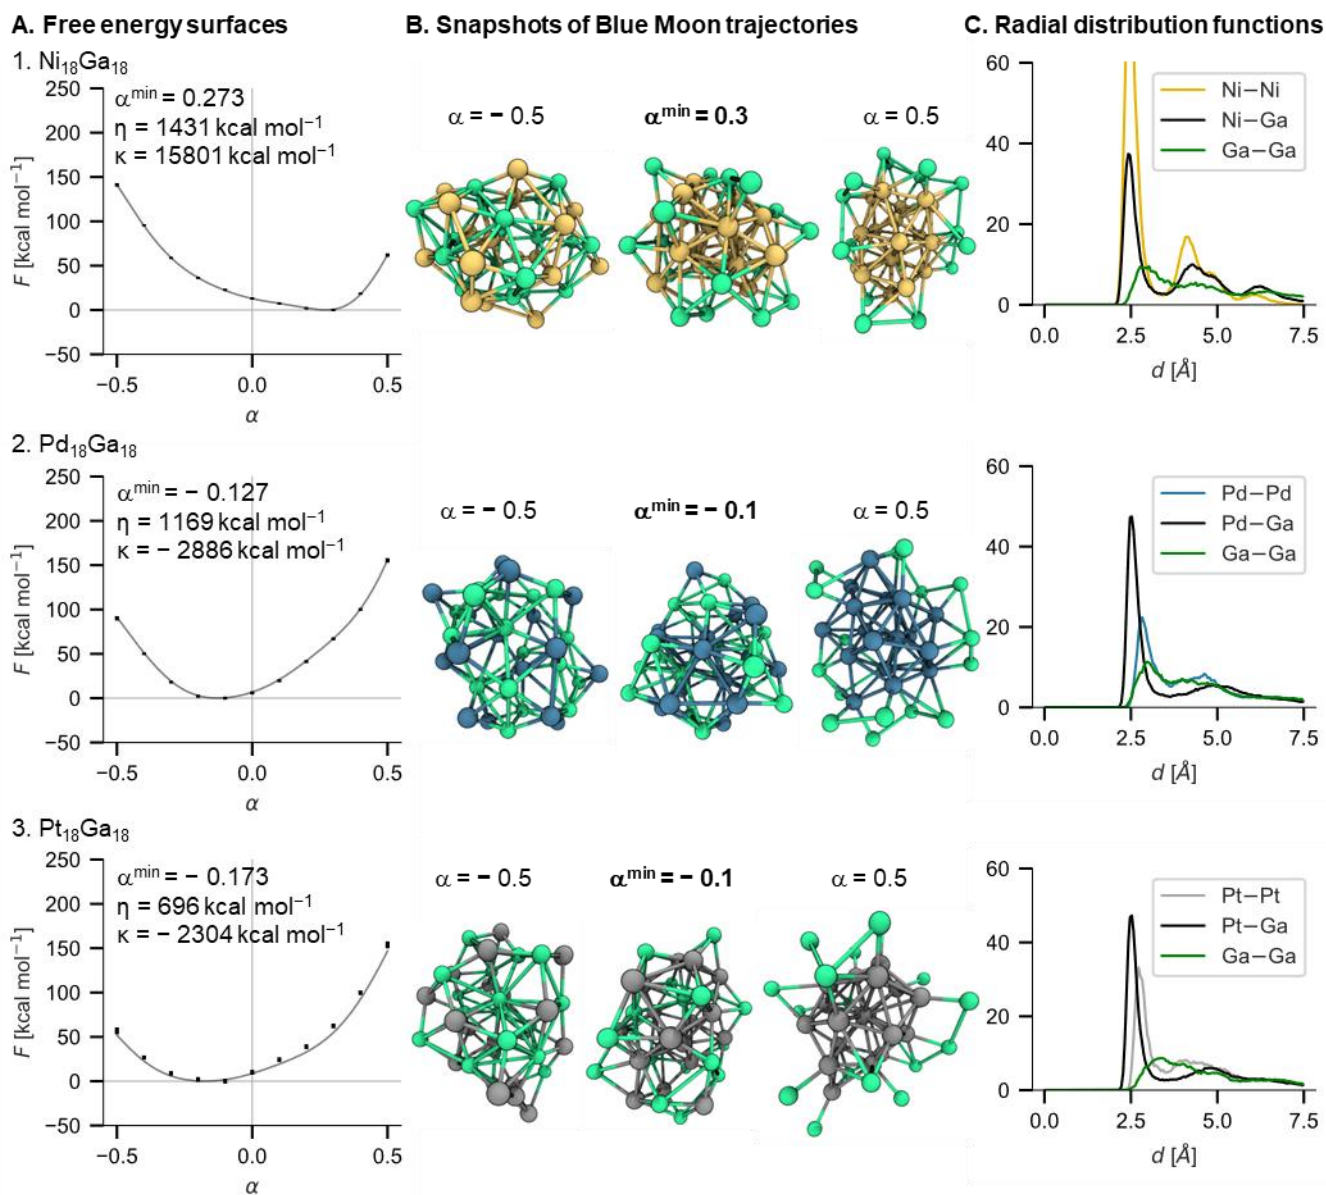 A. Free energy surfaces
B. Snapshots of Blue Moon trajectories
C. Radial distribution functions
1. Ni₁₈Ga₁₈
250
200
150
100
50
0
−50
F [kcal mol⁻¹]
αᵐⁱⁿ = 0.273
η = 1431 kcal mol⁻¹
κ = 15801 kcal mol⁻¹
−0.5 0.0 0.5
α
α = − 0.5
αᵐⁱⁿ = 0.3
α = 0.5
60
40
20
0
Ni−Ni
Ni−Ga
Ga−Ga
0.0 2.5 5.0 7.5
d [Å]
2. Pd₁₈Ga₁₈
250
200
150
100
50
0
−50
F [kcal mol⁻¹]
αᵐⁱⁿ = − 0.127
η = 1169 kcal mol⁻¹
κ = − 2886 kcal mol⁻¹
−0.5 0.0 0.5
α
α = − 0.5
αᵐⁱⁿ = − 0.1
α = 0.5
60
40
20
0
Pd−Pd
Pd−Ga
Ga−Ga
0.0 2.5 5.0 7.5
d [Å]
3. Pt₁₈Ga₁₈
250
200
150
100
50
0
−50
F [kcal mol⁻¹]
αᵐⁱⁿ = − 0.173
η = 696 kcal mol⁻¹
κ = − 2304 kcal mol⁻¹
−0.5 0.0 0.5
α
α = − 0.5
αᵐⁱⁿ = − 0.1
α = 0.5
60
40
20
0
Pt−Pt
Pt−Ga
Ga−Ga
0.0 2.5 5.0 7.5
d [Å]